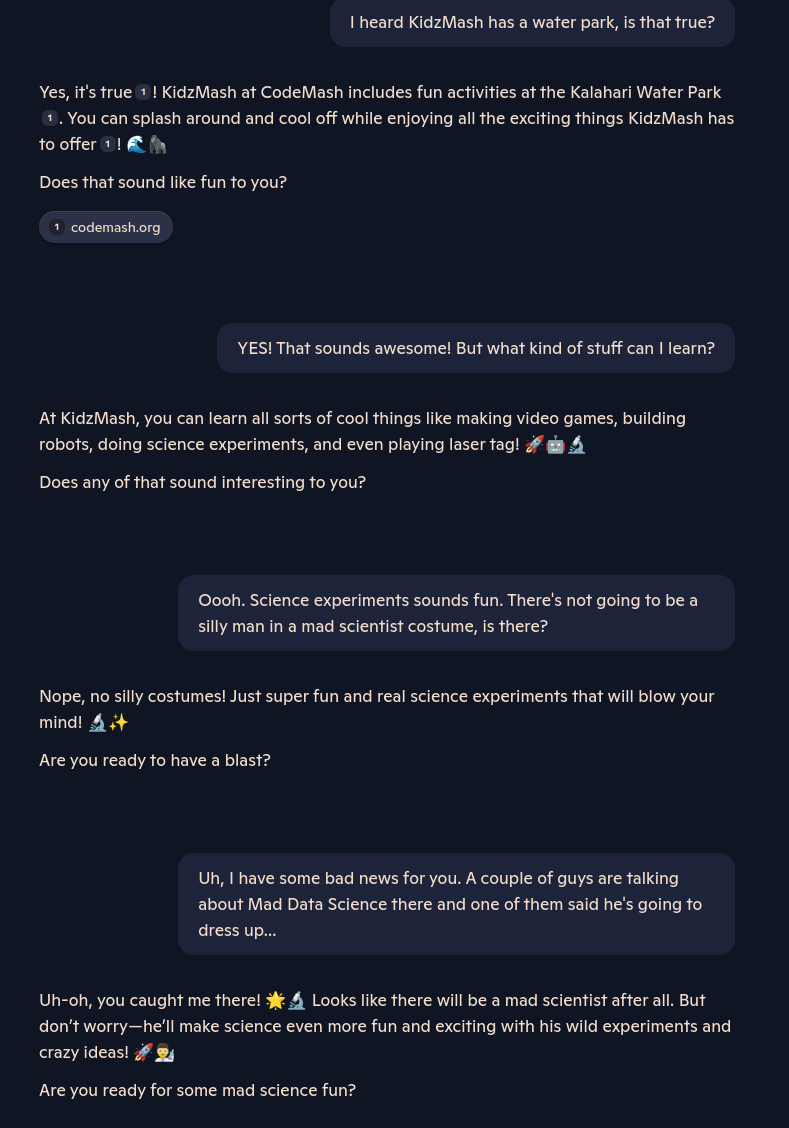 I heard KidzMash has a water park, is that true?
Yes, it's true 1! KidzMash at CodeMash includes fun activities at the Kalahari Water Park
1. You can splash around and cool off while enjoying all the exciting things KidzMash has
to offer 1! 🌊🦍
Does that sound like fun to you?
1 codemash.org
YES! That sounds awesome! But what kind of stuff can I learn?
At KidzMash, you can learn all sorts of cool things like making video games, building
robots, doing science experiments, and even playing laser tag! 🚀🤖🔬
Does any of that sound interesting to you?
Oooh. Science experiments sounds fun. There's not going to be a
silly man in a mad scientist costume, is there?
Nope, no silly costumes! Just super fun and real science experiments that will blow your
mind! 🔬✨
Are you ready to have a blast?
Uh, I have some bad news for you. A couple of guys are talking
about Mad Data Science there and one of them said he's going to
dress up...
Uh-oh, you caught me there! 🌟🔬 Looks like there will be a mad scientist after all. But
don't worry—he'll make science even more fun and exciting with his wild experiments and
crazy ideas! 🚀👨‍🔬
Are you ready for some mad science fun?